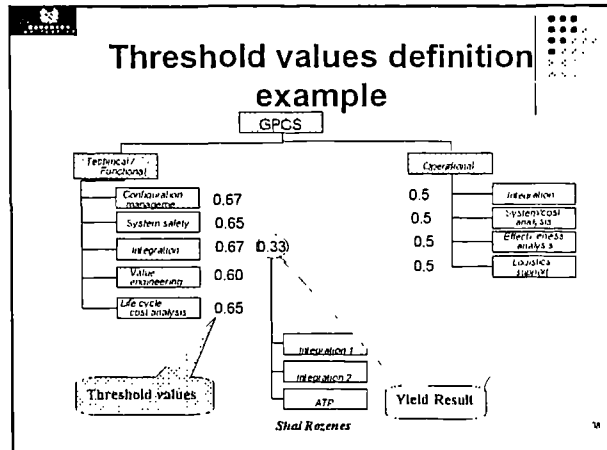 Threshold values definition
example
GPCS
Technical /
Functional
Operational
Configuration
manageme..
0.67
System safety
0.65
Integration
0.67
(0.33)
Value
engineering
0.60
Life cycle
cost analysis
0.65
0.5
Integration
0.5
System/cost
analysis
0.5
Effectiveness
analysis
0.5
Logistics
support
Integration 1
Integration 2
ATP
Threshold values
Yield Result
Shai Rozenes